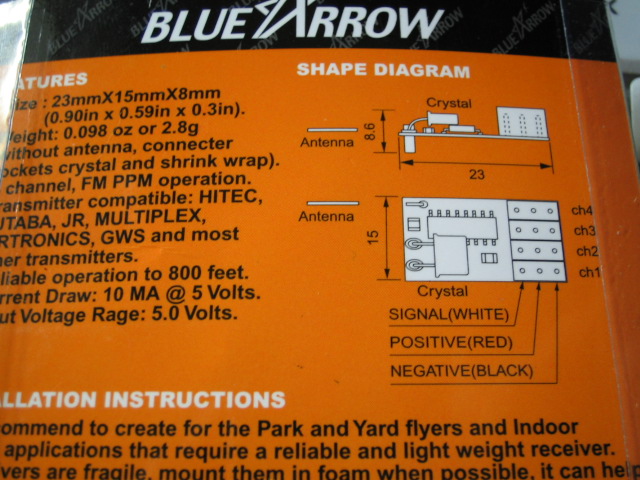 BLUE ARROW
ATURES
ize : 23mmX15mmX8mm
(0.90in x 0.59in x 0.3in).
Weight: 0.098 oz or 2.8g
without antenna, connecter
ockets crystal and shrink wrap).
channel, FM PPM operation.
ransmitter compatible: HITEC,
UTABA, JR, MULTIPLEX,
RTRONICS, GWS and most
er transmitters.
liable operation to 800 feet.
rrent Draw: 10 MA @ 5 Volts.
ut Voltage Rage: 5.0 Volts.
SHAPE DIAGRAM
Crystal
Antenna
8.6
23
Antenna
15
ch4
ch3
ch2
ch1
Crystal
SIGNAL(WHITE)
POSITIVE(RED)
NEGATIVE(BLACK)
LLATION INSTRUCTIONS
commend to create for the Park and Yard flyers and Indoor
applications that require a reliable and light weight receiver.
vers are fragile, mount them in foam when possible, it can help